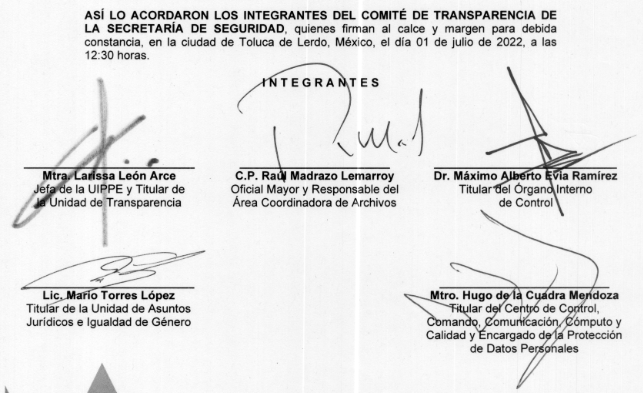 ASÍ LO ACORDARON LOS INTEGRANTES DEL COMITÉ DE TRANSPARENCIA DE
LA SECRETARÍA DE SEGURIDAD, quienes firman al calce y margen para debida
constancia, en la ciudad de Toluca de Lerdo, México, el día 01 de julio de 2022, a las
12:30 horas.
INTEGRANTES
Mtra. Larissa León Arce
Jefa de la UIPPE y Titular de
la Unidad de Transparencia
C.P. Raúl Madrazo Lemarroy
Oficial Mayor y Responsable del
Área Coordinadora de Archivos
Dr. Máximo Alberto Evia Ramírez
Titular del Órgano Interno
de Control
Lic. Mario Torres López
Titular de la Unidad de Asuntos
Jurídicos e Igualdad de Género
Mtro. Hugo de la Cuadra Mendoza
Titular del Centro de Control,
Comando, Comunicación, Cómputo y
Calidad y Encargado de la Protección
de Datos Personales